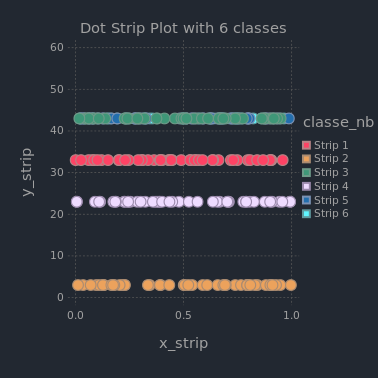 Dot Strip Plot with 6 classes
60
50
40
30
20
10
0
0.0
0.5
1.0
x_strip
y_strip
classe_nb
Strip 1
Strip 2
Strip 3
Strip 4
Strip 5
Strip 6